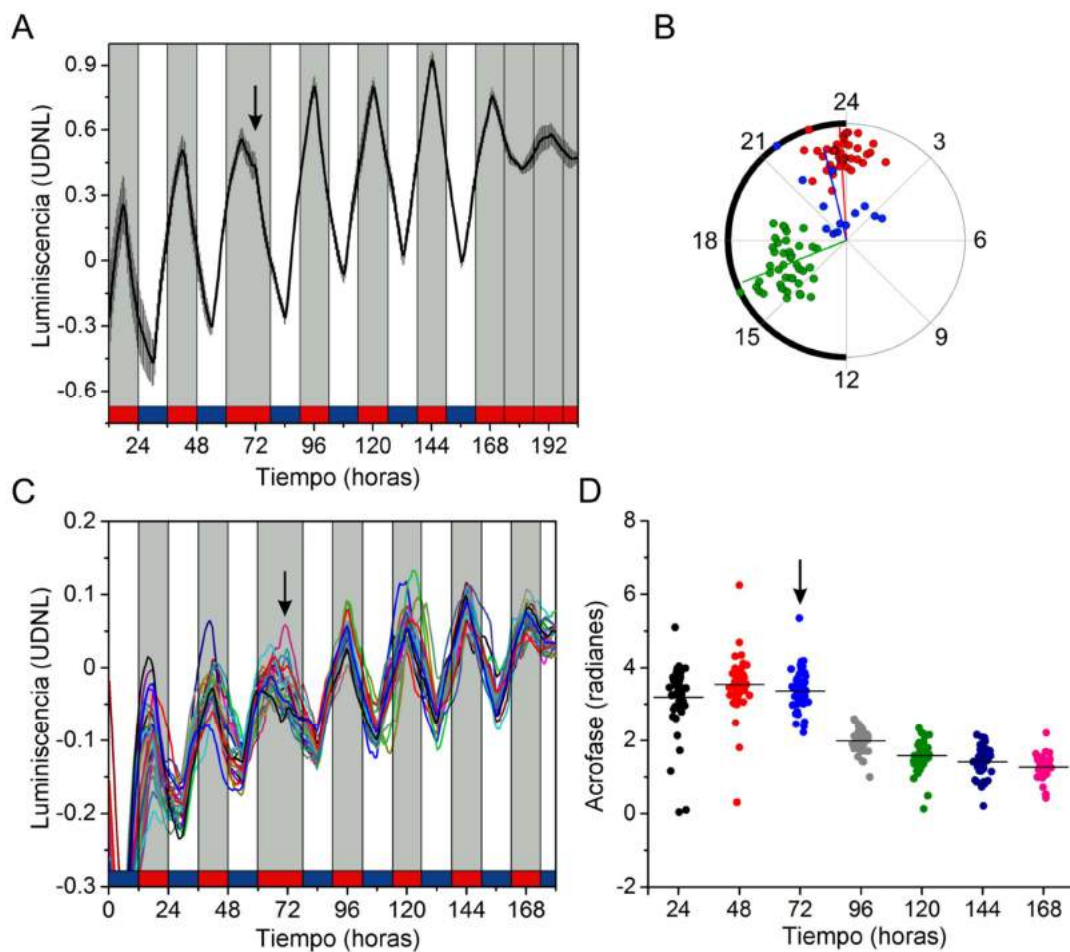 A
Luminiscencia (UDNL)
0.9
0.6
0.3
0
-0.3
-0.6
24 48 72 96 120 144 168 192
Tiempo (horas)
B
24
21 3
18 6
15 9
12
C
Luminiscencia (UDNL)
0.2
0.1
0
-0.1
-0.2
-0.3
0 24 48 72 96 120 144 168
Tiempo (horas)
D
Acrofase (radianes)
8
6
4
2
0
-2
24 48 72 96 120 144 168
Tiempo (horas)